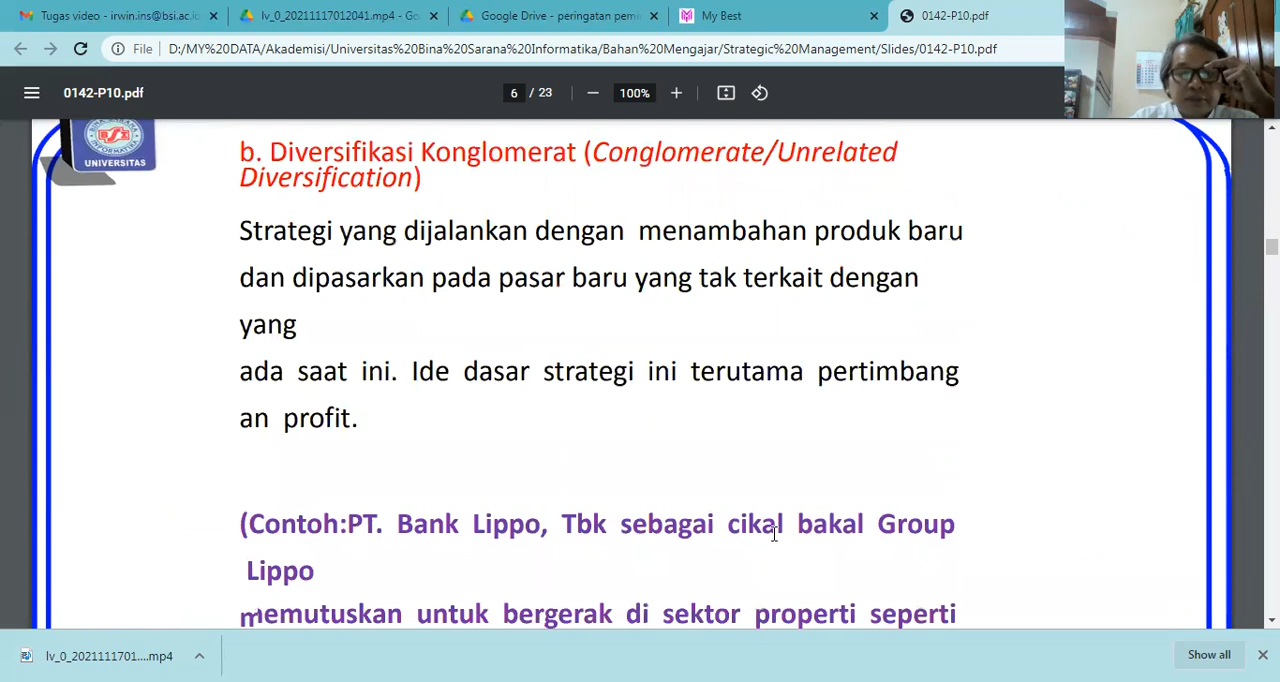 Tugas video - irwin.ins@bsi.ac.i
lv_0_20211117012041.mp4 - Go
Google Drive - peringatan pemi
My Best
0142-P10.pdf
File
D:/MY%20DATA/Akademisi/Universitas%20Bina%20Sarana%20Informatika/Bahan%20Mengajar/Strategic%20Management/Slides/0142-P10.pdf
0142-P10.pdf
6 / 23
100%
UNIVERSITAS
b. Diversifikasi Konglomerat (Conglomerate/Unrelated
Diversification)
Strategi yang dijalankan dengan menambahan produk baru
dan dipasarkan pada pasar baru yang tak terkait dengan
yang
ada saat ini. Ide dasar strategi ini terutama pertimbang
an profit.
(Contoh:PT. Bank Lippo, Tbk sebagai cikal bakal Group
Lippo
memutuskan untuk bergerak di sektor properti seperti
lv_0_2021111701....mp4
Show all